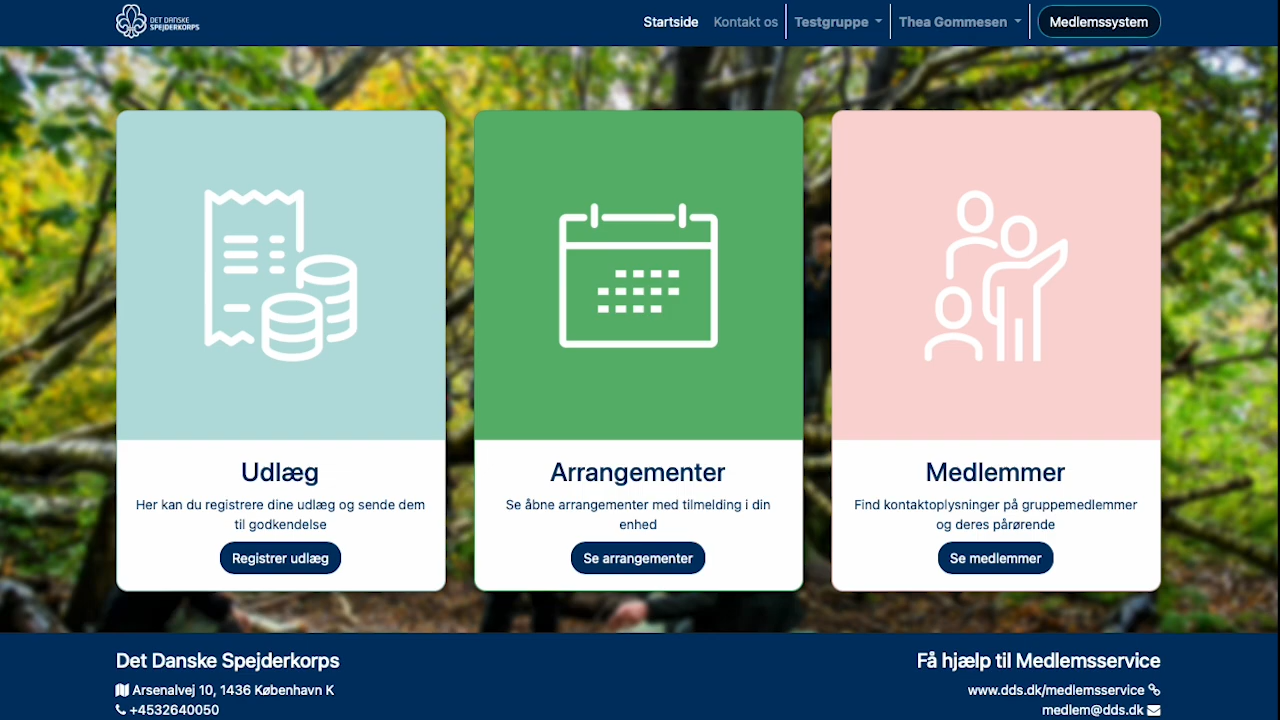 DET DANSKE
SPEJDERKORPS
Startside
Kontakt os
Testgruppe
Thea Gommesen
Medlemssystem
Udlæg
Her kan du registrere dine udlæg og sende dem
til godkendelse
Registrer udlæg
Arrangementer
Se åbne arrangementer med tilmelding i din
enhed
Se arrangementer
Medlemmer
Find kontaktoplysninger på gruppemedlemmer
og deres pårørende
Se medlemmer
Det Danske Spejderkorps
Arsenalvej 10, 1436 København K
+4532640050
Få hjælp til Medlemsservice
www.dds.dk/medlemsservice
medlem@dds.dk